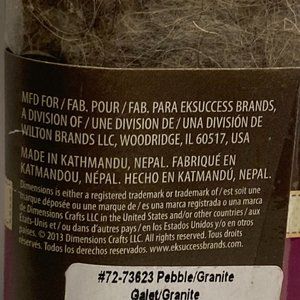 MFD FOR / FAB. POUR / FAB. PARA EKSUCCESS BRANDS,
A DIVISION OF / UNE DIVISION DE / UNA DIVISIÓN DE
WILTON BRANDS LLC, WOODRIDGE, IL 60517, USA
MADE IN KATHMANDU, NEPAL. FABRIQUÉ EN
KATMANDOU, NÉPAL. HECHO EN KATMANDÚ, NEPAL.
Dimensions is either a registered trademark or trademark of / est soit une
marque déposée ou une marque de / es una marca registrada o una marca
de Dimensions Crafts LLC in the United States and/or other countries / aux
États-Unis et / ou dans d'autres pays / en los Estados Unidos y/o en otros
países. © 2013 Dimensions Crafts LLC. All rights reserved. Tous droits
réservés. Todos los derechos reservados. www.eksuccessbrands.com
#72-73623 Pebble/Granite
Galet/Granite